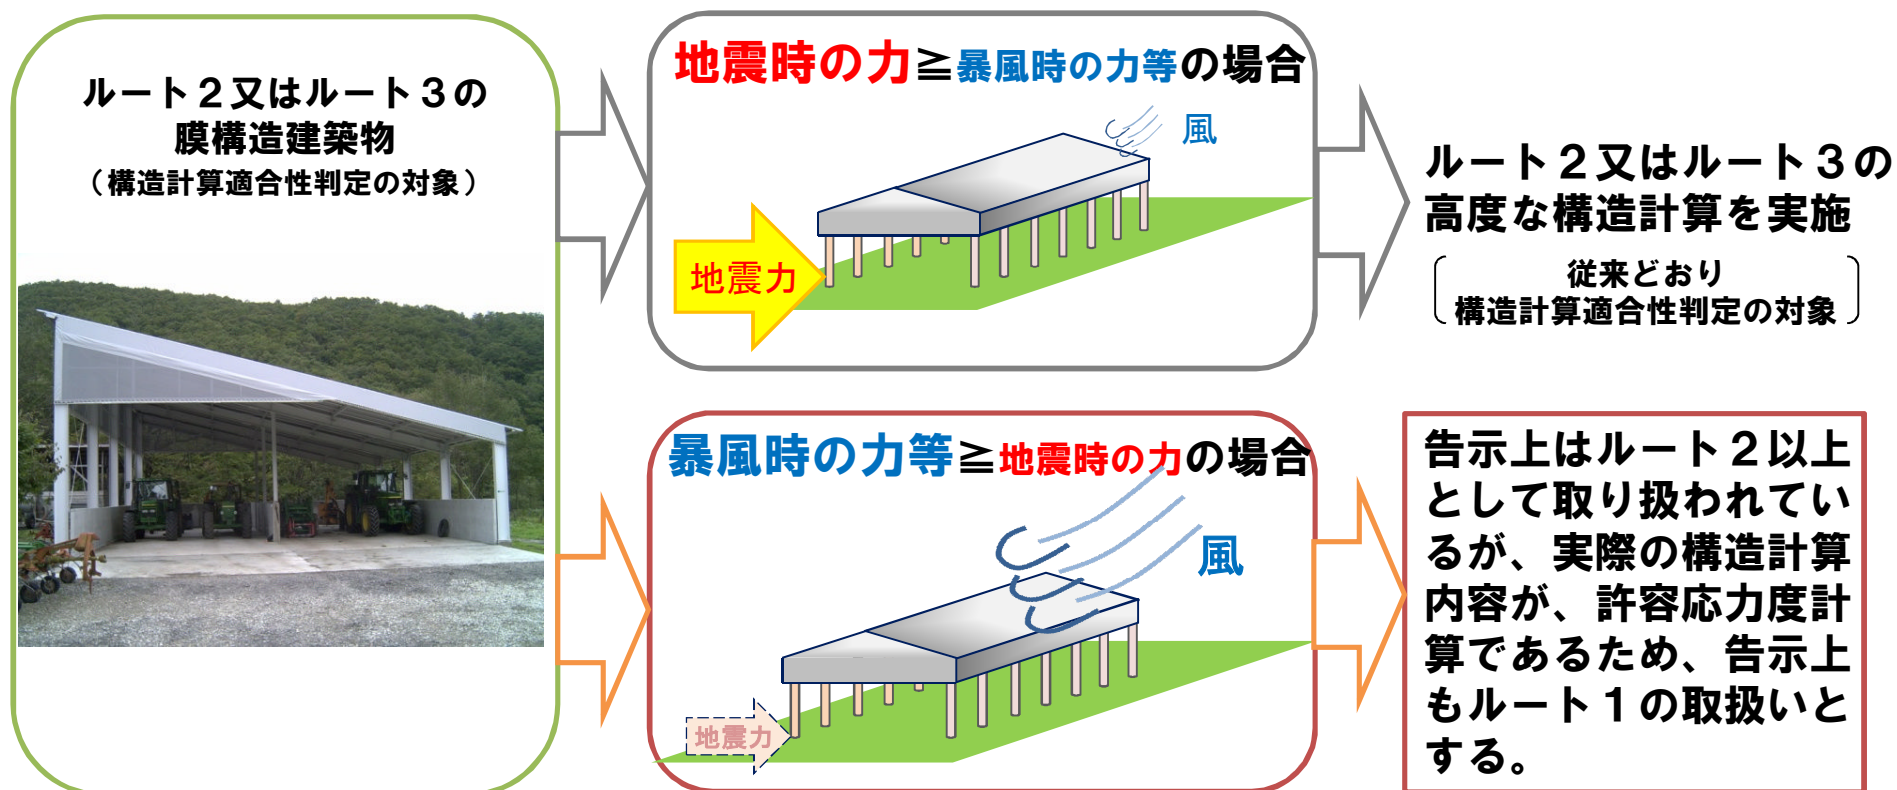 ルート２又はルート３の
膜構造建築物
（構造計算適合性判定の対象）
地震時の力≧暴風時の力等の場合
風
地震力
ルート２又はルート３の
高度な構造計算を実施
従来どおり
構造計算適合性判定の対象
暴風時の力等≧地震時の力の場合
風
地震力
告示上はルート２以上
として取り扱われてい
るが、実際の構造計算
内容が、許容応力度計
算であるため、告示上
もルート１の取扱いと
する。